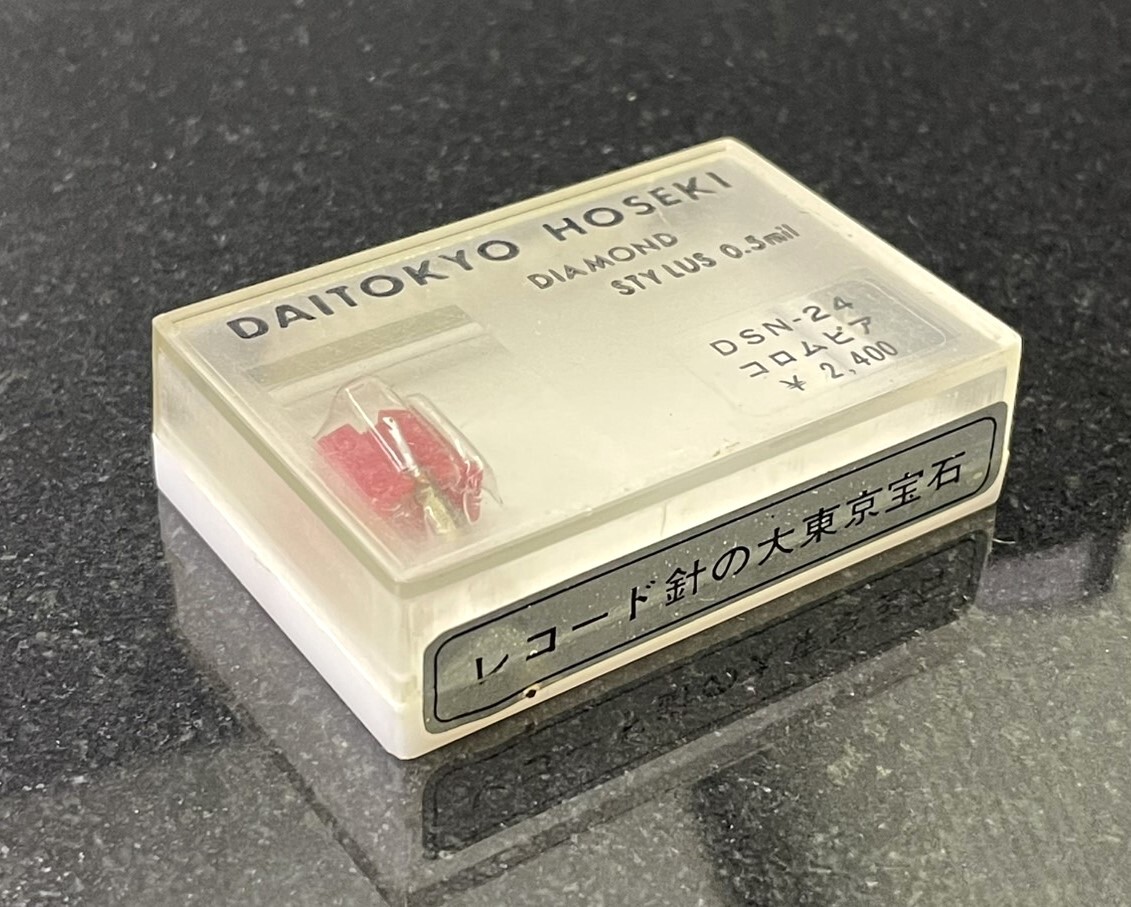 DAITOKYO HOSEKI
DIAMOND
STYLUS 0.5mil
DSN-24
コロムビア
¥ 2,400
レコード針の大東京宝石